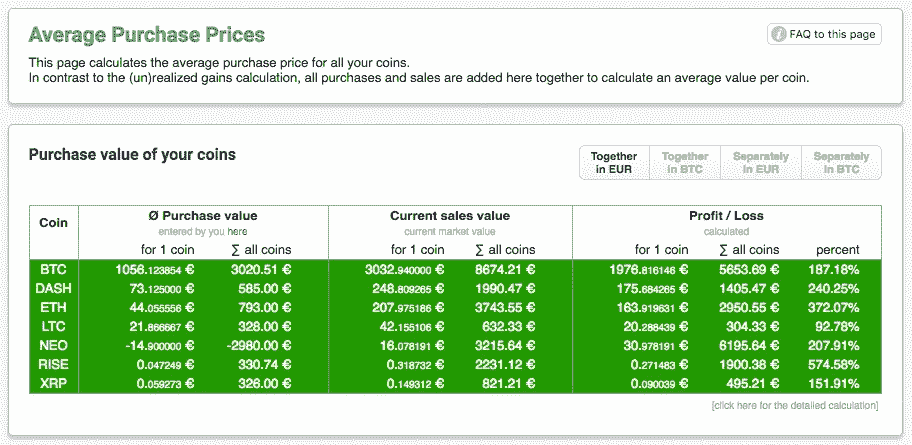 Average Purchase Prices
FAQ to this page
This page calculates the average purchase price for all your coins.
In contrast to the (un)realized gains calculation, all purchases and sales are added here together to calculate an average value per coin.
Purchase value of your coins
Together in EUR
Together in BTC
Separately in EUR
Separately in BTC
Coin Ø Purchase value Current sales value Profit / Loss
entered by you here current market value calculated
for 1 coin ∑ all coins for 1 coin ∑ all coins for 1 coin ∑ all coins percent
BTC 1056.123854 € 3020.51 € 3032.940000 € 8674.21 € 1976.816146 € 5653.69 € 187.18%
DASH 73.125000 € 585.00 € 248.809265 € 1990.47 € 175.684265 € 1405.47 € 240.25%
ETH 44.055556 € 793.00 € 207.975186 € 3743.55 € 163.919631 € 2950.55 € 372.07%
LTC 21.866667 € 328.00 € 42.155106 € 632.33 € 20.288439 € 304.33 € 92.78%
NEO -14.900000 € -2980.00 € 16.078191 € 3215.64 € 30.978191 € 6195.64 € 207.91%
RISE 0.047249 € 330.74 € 0.318732 € 2231.12 € 0.271483 € 1900.38 € 574.58%
XRP 0.059273 € 326.00 € 0.149312 € 821.21 € 0.090039 € 495.21 € 151.91%
[click here for the detailed calculation]